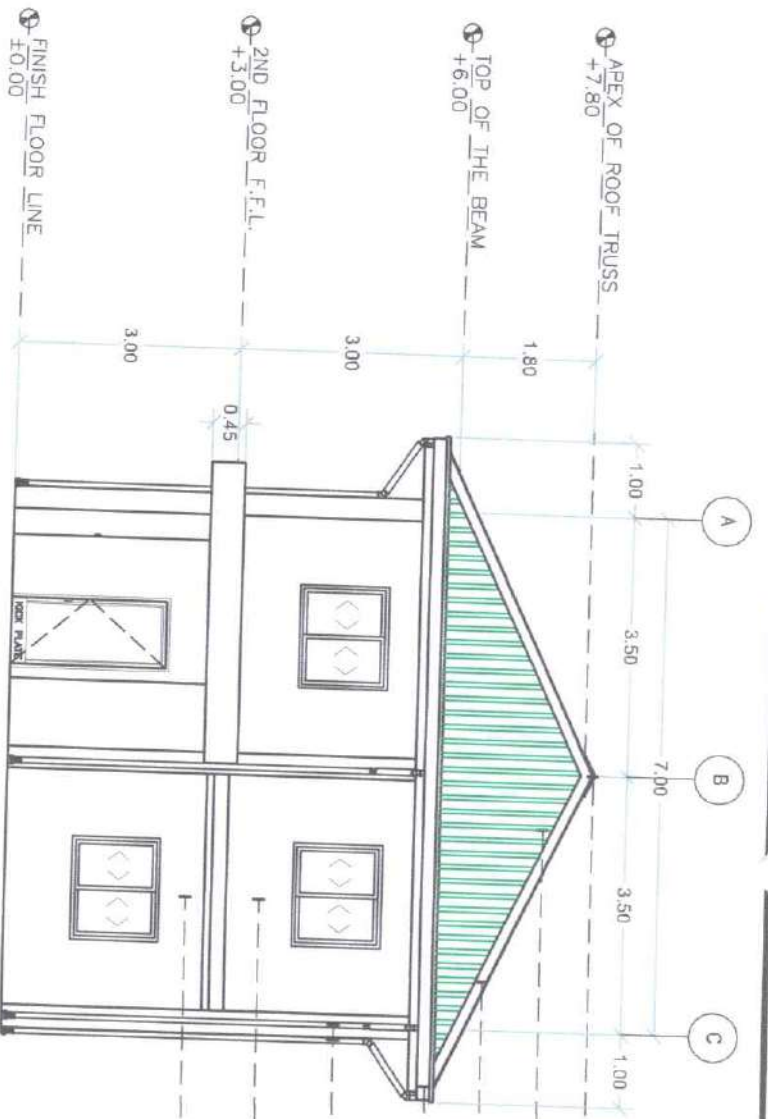 A
B
C
1.00
3.50
3.50
1.00
7.00
APEX OF ROOF TRUSS
+7.80
1.80
TOP OF THE BEAM
+6.00
3.00
2ND FLOOR F.F.L.
+3.00
0.45
3.00
FINISH FLOOR LINE
±0.00
KICK PLATE